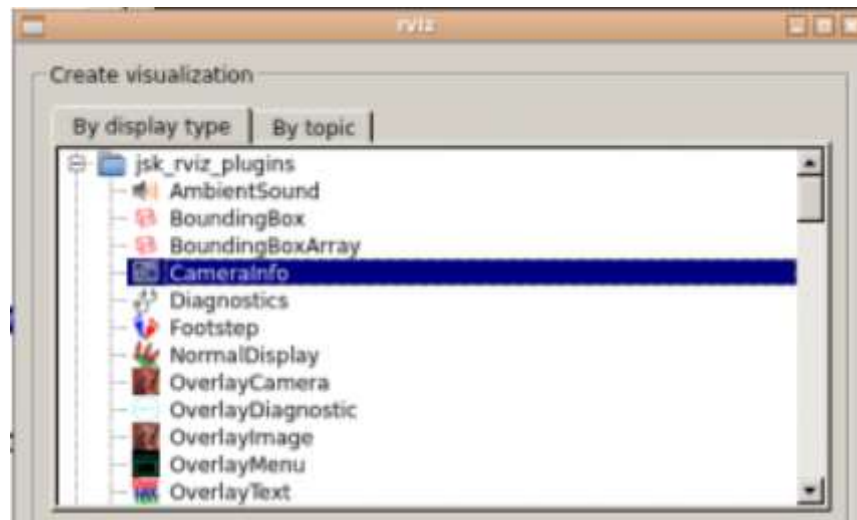 rviz
Create visualization
By display type By topic
jsk_rviz_plugins
AmbientSound
BoundingBox
BoundingBoxArray
CameraInfo
Diagnostics
Footstep
NormalDisplay
OverlayCamera
OverlayDiagnostic
OverlayImage
OverlayMenu
OverlayText